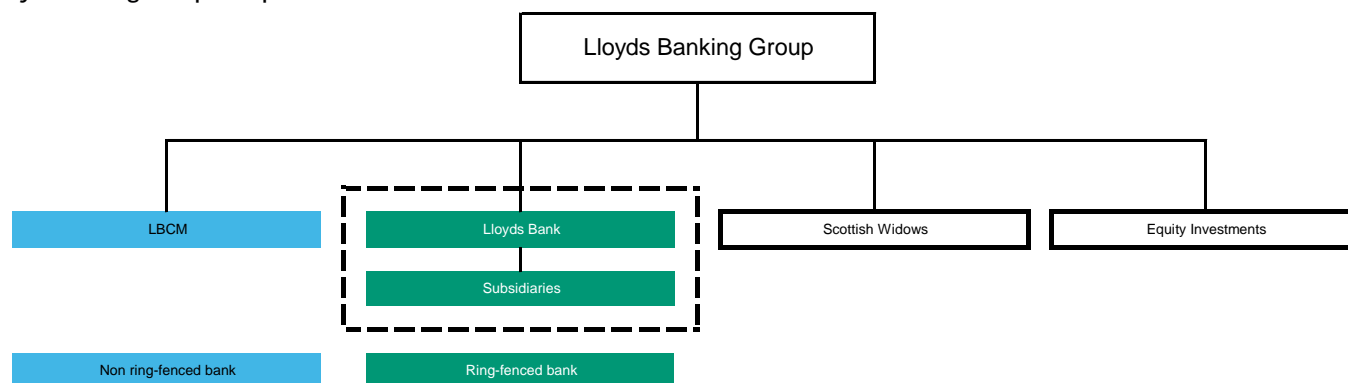 Lloyds Banking Group
LBCM
Lloyds Bank
Scottish Widows
Equity Investments
Subsidiaries
Non ring-fenced bank
Ring-fenced bank